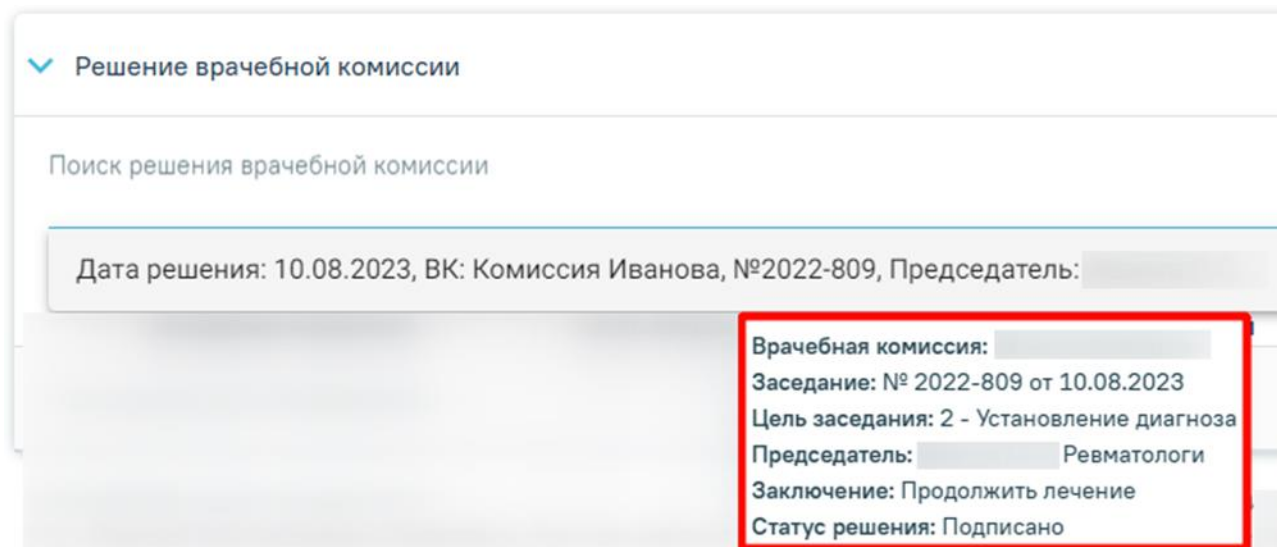 Решение врачебной комиссии
Поиск решения врачебной комиссии
Дата решения: 10.08.2023, ВК: Комиссия Иванова, №2022-809, Председатель:
Врачебная комиссия:
Заседание: № 2022-809 от 10.08.2023
Цель заседания: 2 - Установление диагноза
Председатель: Ревматологи
Заключение: Продолжить лечение
Статус решения: Подписано